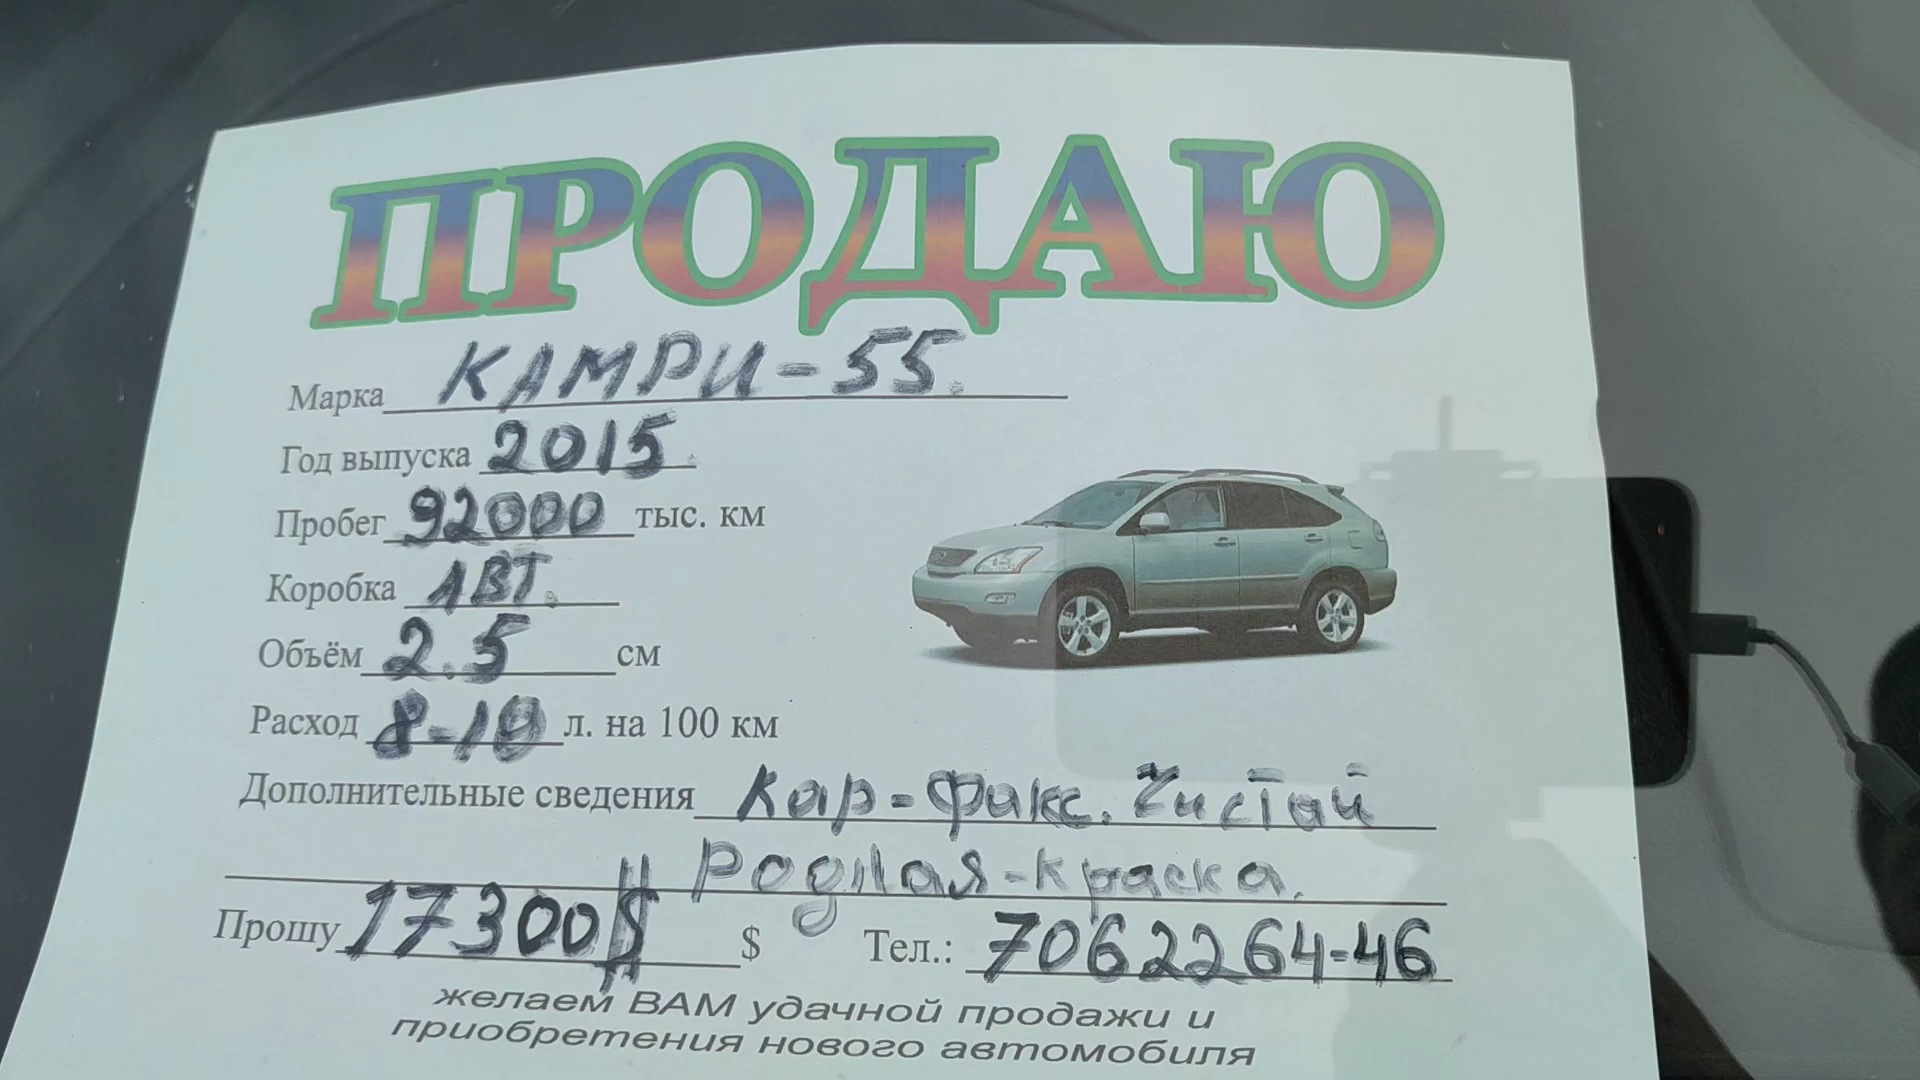 ПРОДАЮ
Марка КАМРИ-55.
Год выпуска 2015
Пробег 92000 тыс. км
Коробка АВТ.
Объём 2.5 см
Расход 8-10 л. на 100 км
Дополнительные сведения Кар-Факс. Чистай
Родная-краска.
Прошу 17300$ $ Тел.: 7062264-46
желаем ВАМ удачной продажи и
приобретения нового автомобиля